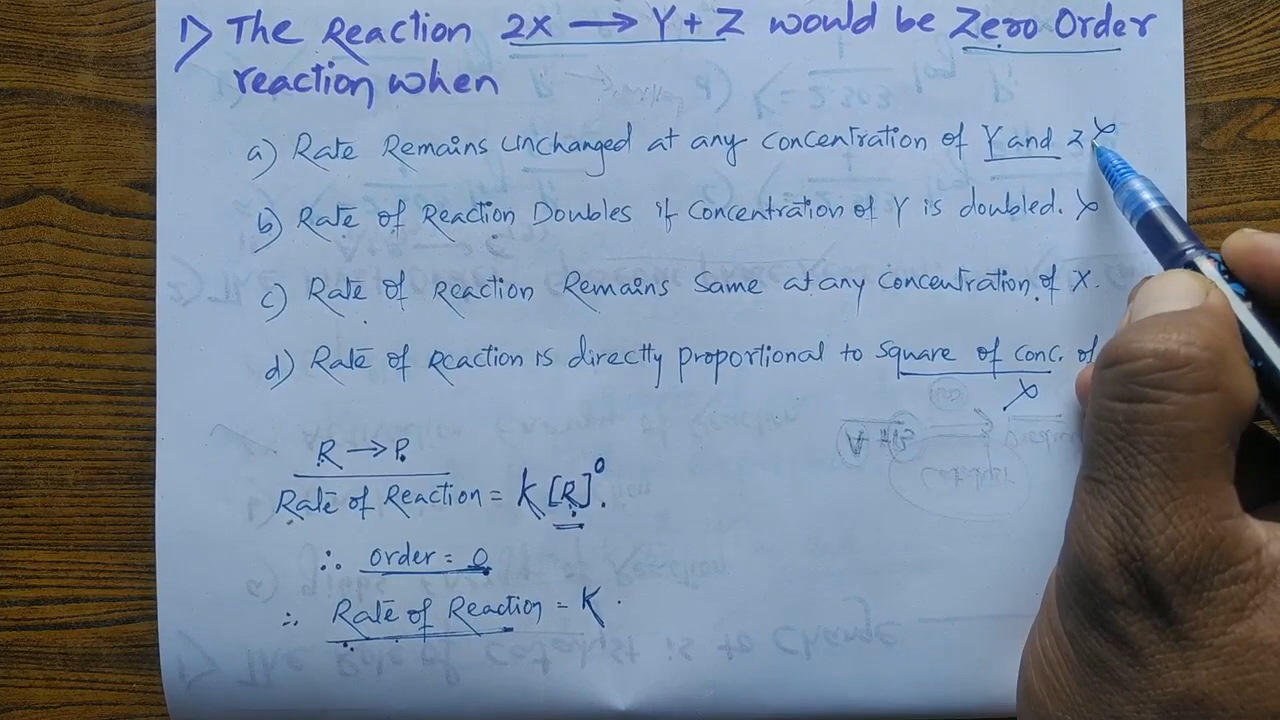 1) The Reaction 2X → Y + Z would be Zero Order
reaction when
a) Rate Remains Unchanged at any Concentration of Y and Z
b) Rate of Reaction Doubles if Concentration of Y is doubled.
c) Rate of Reaction Remains Same at any Concentration of X.
d) Rate of Reaction is directly proportional to square of conc. of
R → P
Rate of Reaction = K [R]⁰.
∴ order = 0
∴ Rate of Reaction = K.